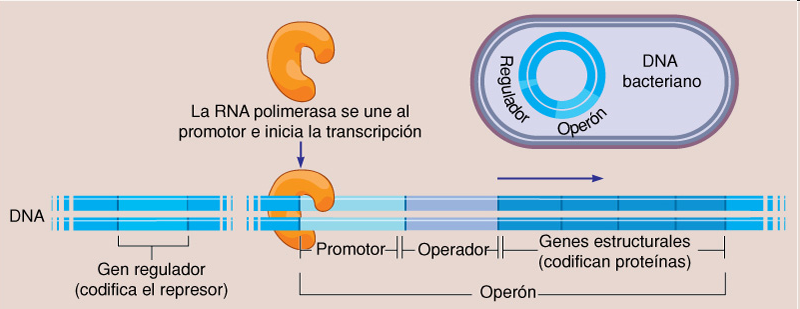 La RNA polimerasa se une al
promotor e inicia la transcripción
Regulador
Operón
DNA
bacteriano
DNA
Gen regulador
(codifica el represor)
Promotor
Operador
Genes estructurales
(codifican proteínas)
Operón